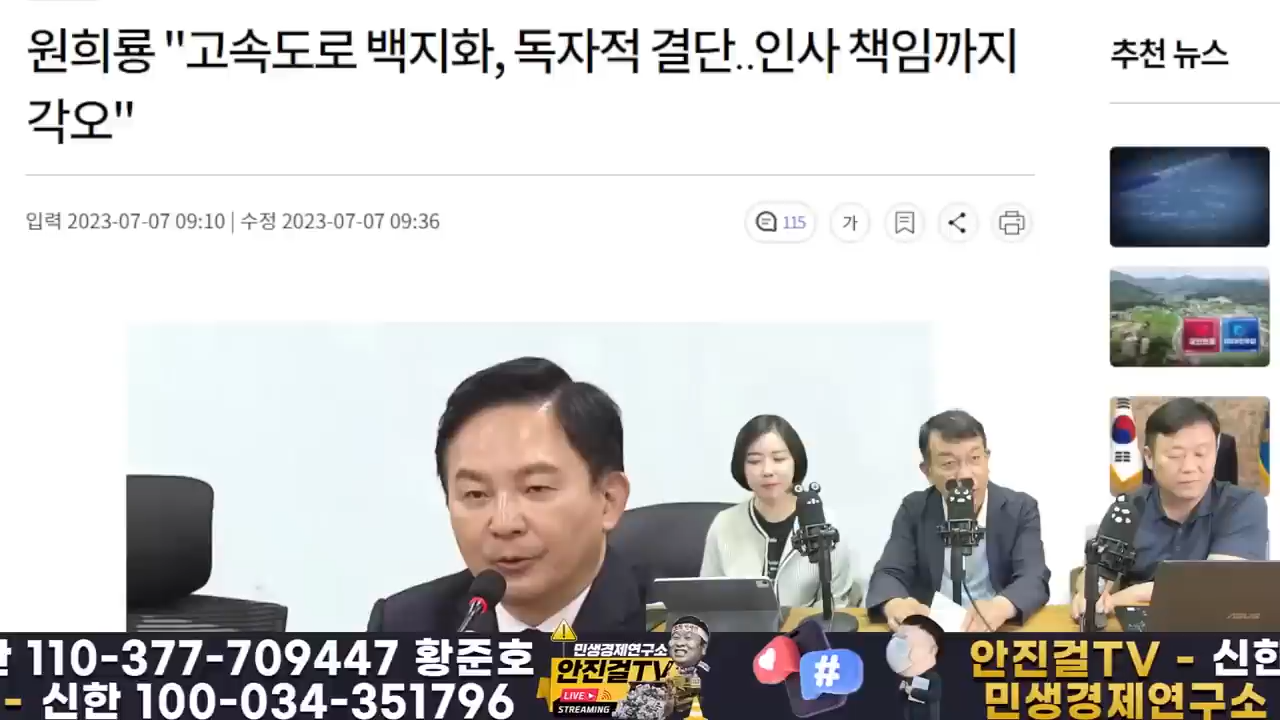 원희룡 "고속도로 백지화, 독자적 결단..인사 책임까지
각오"
추천 뉴스
입력 2023-07-07 09:10 | 수정 2023-07-07 09:36
115
가
110-377-709447 황준호
- 신한 100-034-351796
민생경제연구소
안진걸TV
LIVE
STREAMING
#
안진걸TV - 신한
민생경제연구소
ASUS